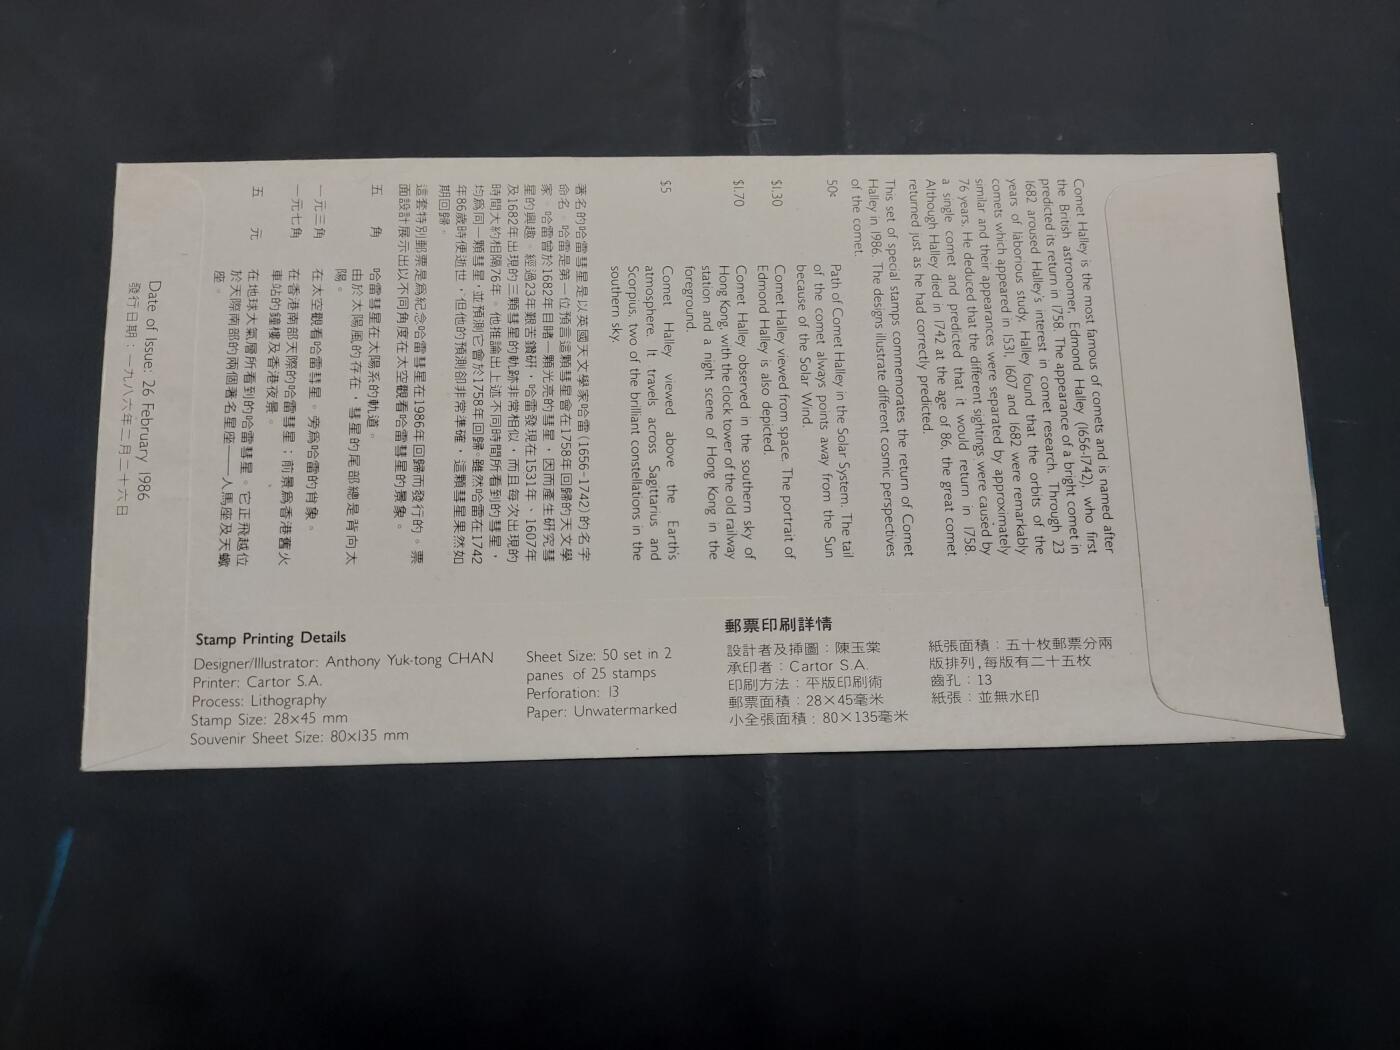 Comet Halley is the most famous of comets and is named after
the British astronomer, Edmond Halley (1656-1742), who first
predicted its return in 1758. The appearance of a bright comet in
1682 aroused Halley's interest in comet research. Through 23
years of laborious study, Halley found that the orbits of the
comets which appeared in 1531, 1607 and 1682 were remarkably
similar and their appearances were separated by approximately
76 years. He deduced that the different sightings were caused by
a single comet and predicted that it would return in 1758.
Although Halley died in 1742 at the age of 86, the great comet
returned just as he had correctly predicted.
This set of special stamps commemorates the return of Comet
Halley in 1986. The designs illustrate different cosmic perspectives
of the comet.
50¢ Path of Comet Halley in the Solar System. The tail
of the comet always points away from the Sun
because of the Solar Wind.
$1.30 Comet Halley viewed from space. The portrait of
Edmond Halley is also depicted.
$1.70 Comet Halley observed in the southern sky of
Hong Kong, with the clock tower of the old railway
station and a night scene of Hong Kong in the
foreground.
$5 Comet Halley viewed above the Earth's
atmosphere. It travels across Sagittarius and
Scorpius, two of the brilliant constellations in the
southern sky.
著名的哈雷彗星是以英國天文學家哈雷(1656-1742)的名字
命名。哈雷是第一位預言這顆彗星會在1758年回歸的天文學
家。哈雷曾於1682年目睹一顆光亮的彗星,因而產生研究彗
星的興趣。經過23年艱苦鑽研,哈雷發現在1531年、1607年
及1682年出現的三顆彗星的軌跡非常相似,而且每次出現的
時間大約相隔76年。他推論出上述不同時間所看到的彗星,
均為同一顆彗星,並預測它會於1758年回歸。雖然哈雷在1742
年86歲時便逝世,但他的預測卻非常準確,這顆彗星果然如
期回歸。
這套特別郵票是為紀念哈雷彗星在1986年回歸而發行的。票
面設計展示出以不同角度在太空觀看哈雷彗星的景象。
五 角 哈雷彗星在太陽系的軌道。
由於太陽風的存在,彗星的尾部總是背向太
陽。
一元三角 在太空觀看哈雷彗星。旁為哈雷的肖象。
一元七角 在香港南部天際的哈雷彗星;前景為香港舊火
車站的鐘樓及香港夜景。
五 元 在地球大氣層所看到的哈雷彗星。它正飛越位
於天際南部的兩個著名星座——人馬座及天蠍
座。
Date of Issue: 26 February 1986
發行日期:一九八六年二月二十六日
Stamp Printing Details
Designer/Illustrator: Anthony Yuk-tong CHAN
Printer: Cartor S.A.
Process: Lithography
Stamp Size: 28×45 mm
Souvenir Sheet Size: 80×135 mm
Sheet Size: 50 set in 2
panes of 25 stamps
Perforation: 13
Paper: Unwatermarked
郵票印刷詳情
設計者及揷圖:陳玉棠
承印者:Cartor S.A.
印刷方法:平版印刷術
郵票面積:28×45毫米
小全張面積:80×135毫米
紙張面積:五十枚郵票分兩
版排列,每版有二十五枚
齒孔:13
紙張:並無水印